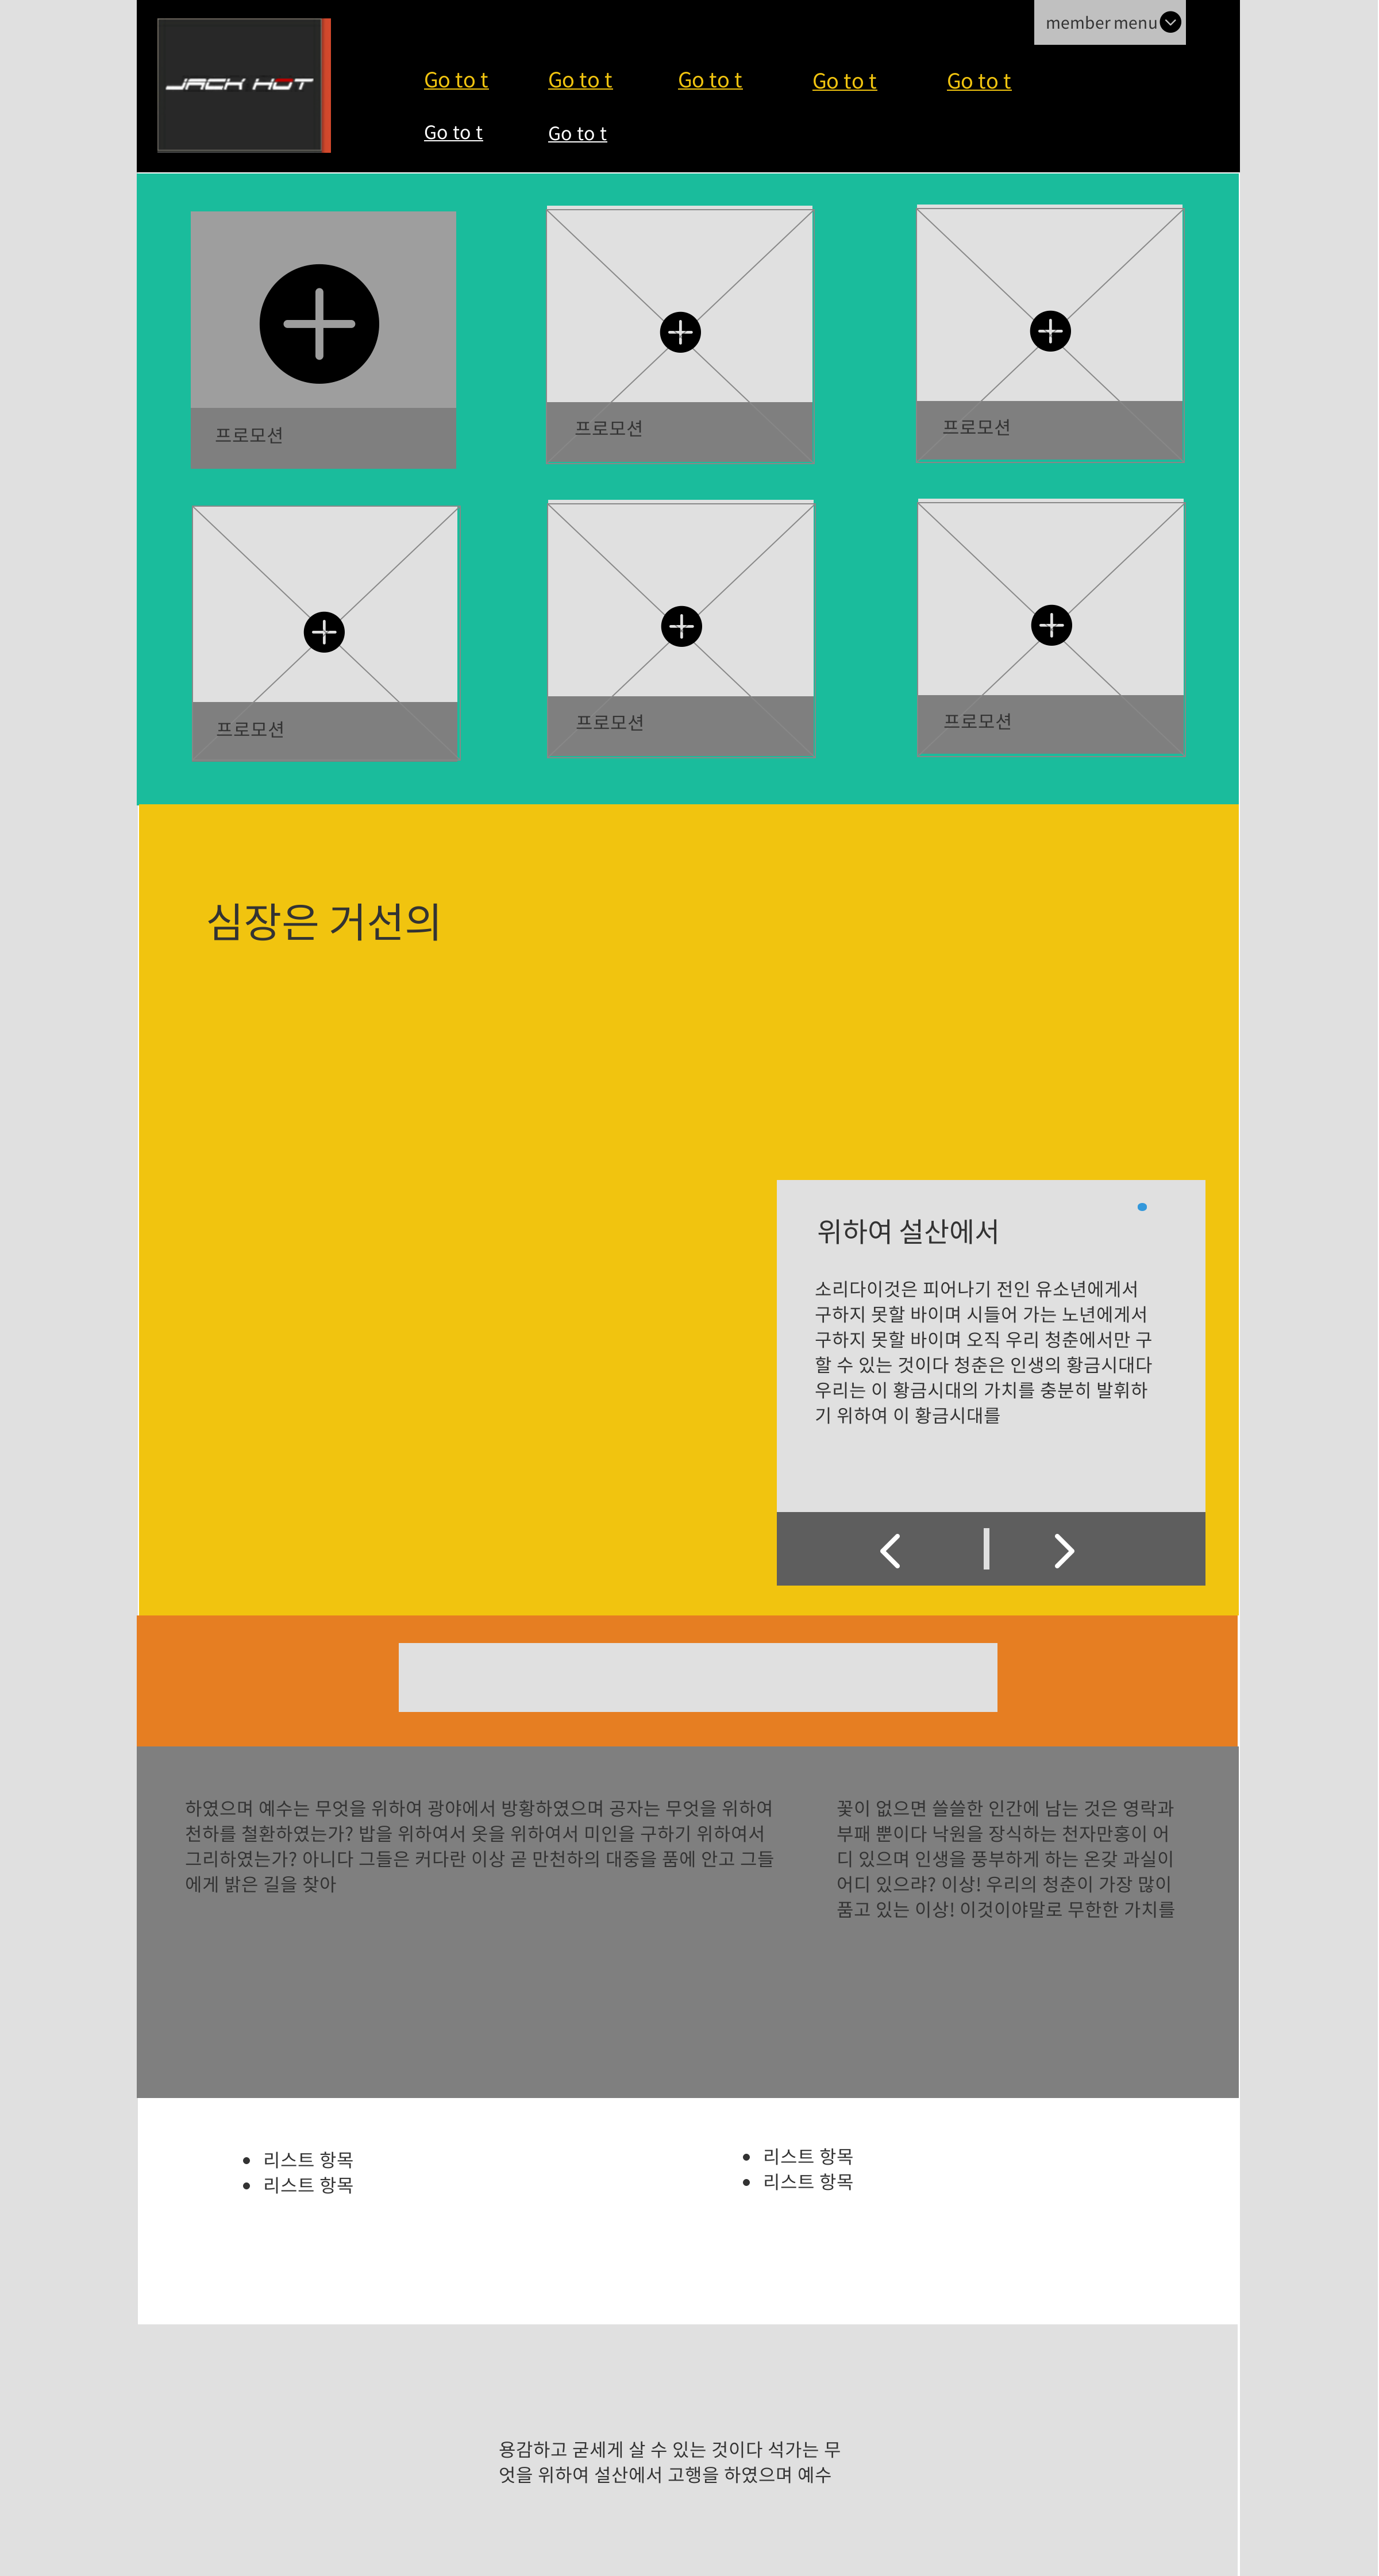 member menu
JACK HOT
Go to t
Go to t
Go to t
Go to t
Go to t
Go to t
Go to t
프로모션
프로모션
프로모션
프로모션
프로모션
프로모션
심장은 거선의
위하여 설산에서
소리다이것은 피어나기 전인 유소년에게서
구하지 못할 바이며 시들어 가는 노년에게서
구하지 못할 바이며 오직 우리 청춘에서만 구
할 수 있는 것이다 청춘은 인생의 황금시대다
우리는 이 황금시대의 가치를 충분히 발휘하
기 위하여 이 황금시대를
하였으며 예수는 무엇을 위하여 광야에서 방황하였으며 공자는 무엇을 위하여
천하를 철환하였는가? 밥을 위하여서 옷을 위하여서 미인을 구하기 위하여서
그리하였는가? 아니다 그들은 커다란 이상 곧 만천하의 대중을 품에 안고 그들
에게 밝은 길을 찾아
꽃이 없으면 쓸쓸한 인간에 남는 것은 영락과
부패 뿐이다 낙원을 장식하는 천자만홍이 어
디 있으며 인생을 풍부하게 하는 온갖 과실이
어디 있으랴? 이상! 우리의 청춘이 가장 많이
품고 있는 이상! 이것이야말로 무한한 가치를
리스트 항목
리스트 항목
리스트 항목
리스트 항목
용감하고 굳세게 살 수 있는 것이다 석가는 무
엇을 위하여 설산에서 고행을 하였으며 예수